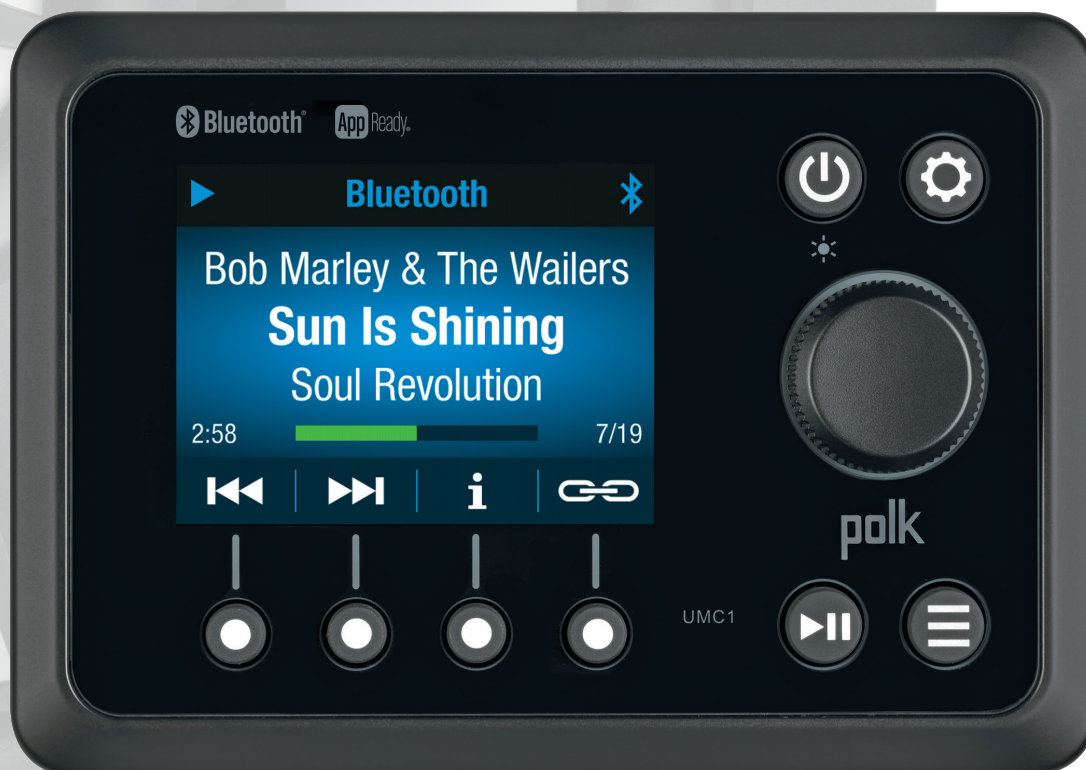 Bluetooth®
App Ready®
Bluetooth
Bob Marley & The Wailers
Sun Is Shining
Soul Revolution
2:58 7/19
i
polk
UMC1